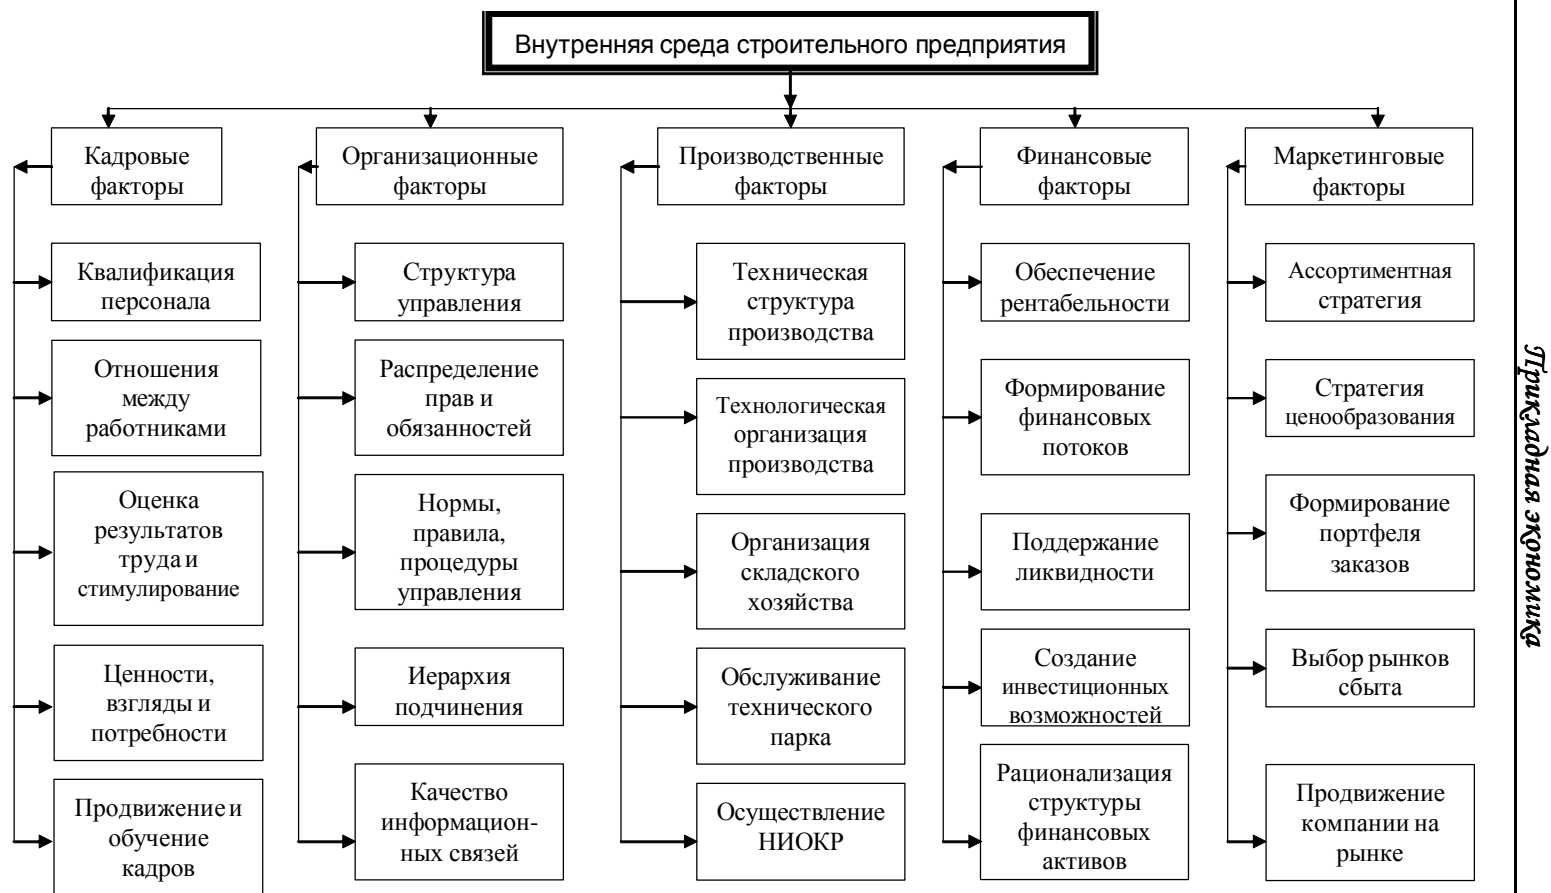 Внутренняя среда строительного предприятия
Кадровые
факторы
Квалификация
персонала
Отношения
между
работниками
Оценка
результатов
труда и
стимулирование
Ценности,
взгляды и
потребности
Продвижение и
обучение
кадров
Организационные
факторы
Структура
управления
Распределение
прав и
обязанностей
Нормы,
правила,
процедуры
управления
Иерархия
подчинения
Качество
информацион-
ных связей
Производственные
факторы
Техническая
структура
производства
Технологическая
организация
производства
Организация
складского
хозяйства
Обслуживание
технического
парка
Осуществление
НИОКР
Финансовые
факторы
Обеспечение
рентабельности
Формирование
финансовых
потоков
Поддержание
ликвидности
Создание
инвестиционных
возможностей
Рационализация
структуры
финансовых
активов
Маркетинговые
факторы
Ассортиментная
стратегия
Стратегия
ценообразования
Формирование
портфеля
заказов
Выбор рынков
сбыта
Продвижение
компании на
рынке
Прикладная экономика